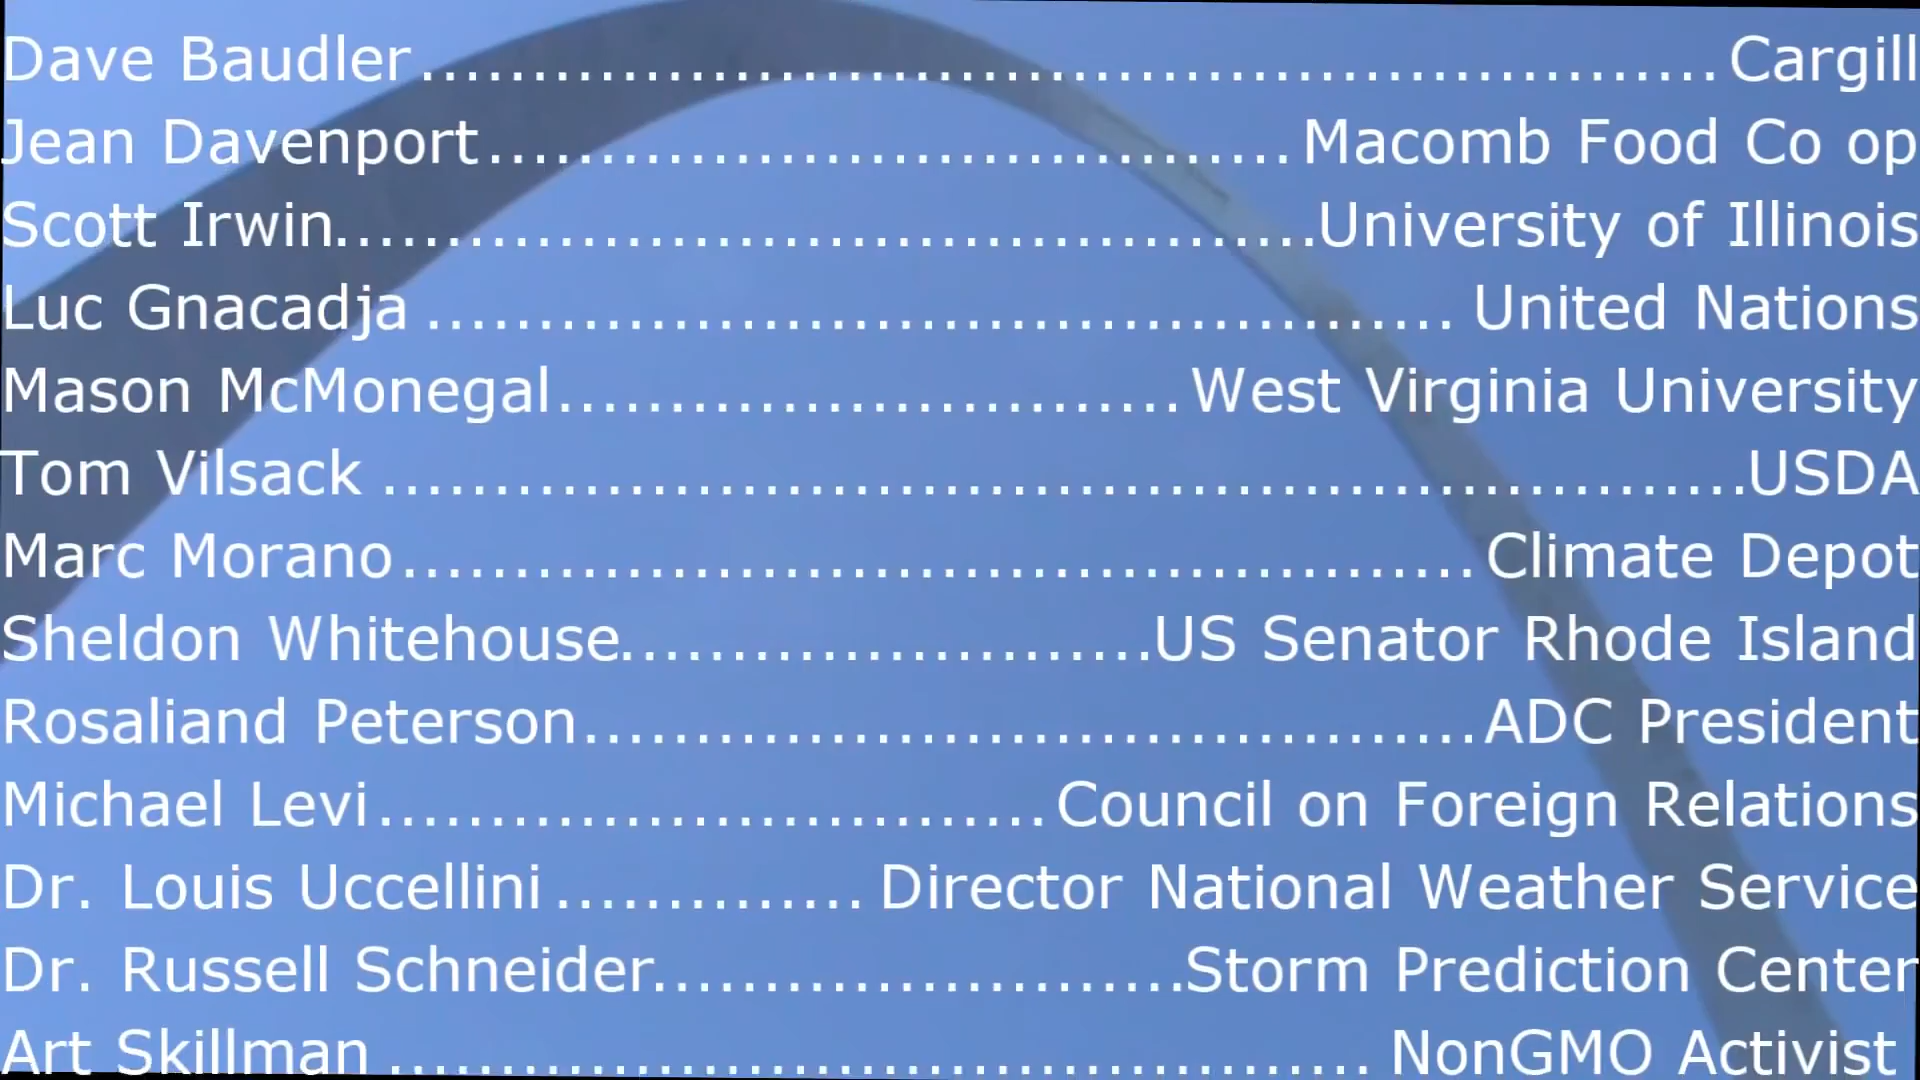 Dave Baudler..........................................................Cargill
Jean Davenport....................................Macomb Food Co op
Scott Irwin...........................................University of Illinois
Luc Gnacadja ..............................................United Nations
Mason McMonegal............................West Virginia University
Tom Vilsack .............................................................USDA
Marc Morano................................................Climate Depot
Sheldon Whitehouse........................US Senator Rhode Island
Rosaliand Peterson........................................ADC President
Michael Levi..............................Council on Foreign Relations
Dr. Louis Uccellini..............Director National Weather Service
Dr. Russell Schneider........................Storm Prediction Center
Art Skillman ............................................NonGMO Activist